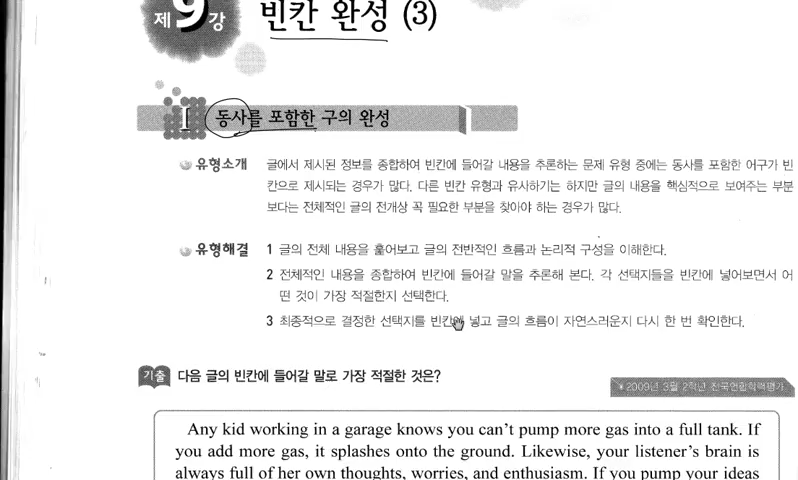 제9강
빈칸 완성 (3)
I 동사를 포함한 구의 완성
유형소개 글에서 제시된 정보를 종합하여 빈칸에 들어갈 내용을 추론하는 문제 유형 중에는 동사를 포함한 어구가 빈
칸으로 제시되는 경우가 많다. 다른 빈칸 유형과 유사하기는 하지만 글의 내용을 핵심적으로 보여주는 부분
보다는 전체적인 글의 전개상 꼭 필요한 부분을 찾아야 하는 경우가 많다.
유형해결 1 글의 전체 내용을 훑어보고 글의 전반적인 흐름과 논리적 구성을 이해한다.
2 전체적인 내용을 종합하여 빈칸에 들어갈 말을 추론해 본다. 각 선택지들을 빈칸에 넣어보면서 어
떤 것이 가장 적절한지 선택한다.
3 최종적으로 결정한 선택지를 빈칸에 넣고 글의 흐름이 자연스러운지 다시 한 번 확인한다.
기출 다음 글의 빈칸에 들어갈 말로 가장 적절한 것은?
2009년 3월 2학년 전국연합학력평가
Any kid working in a garage knows you can't pump more gas into a full tank. If
you add more gas, it splashes onto the ground. Likewise, your listener's brain is
always full of her own thoughts, worries, and enthusiasm. If you pump your ideas